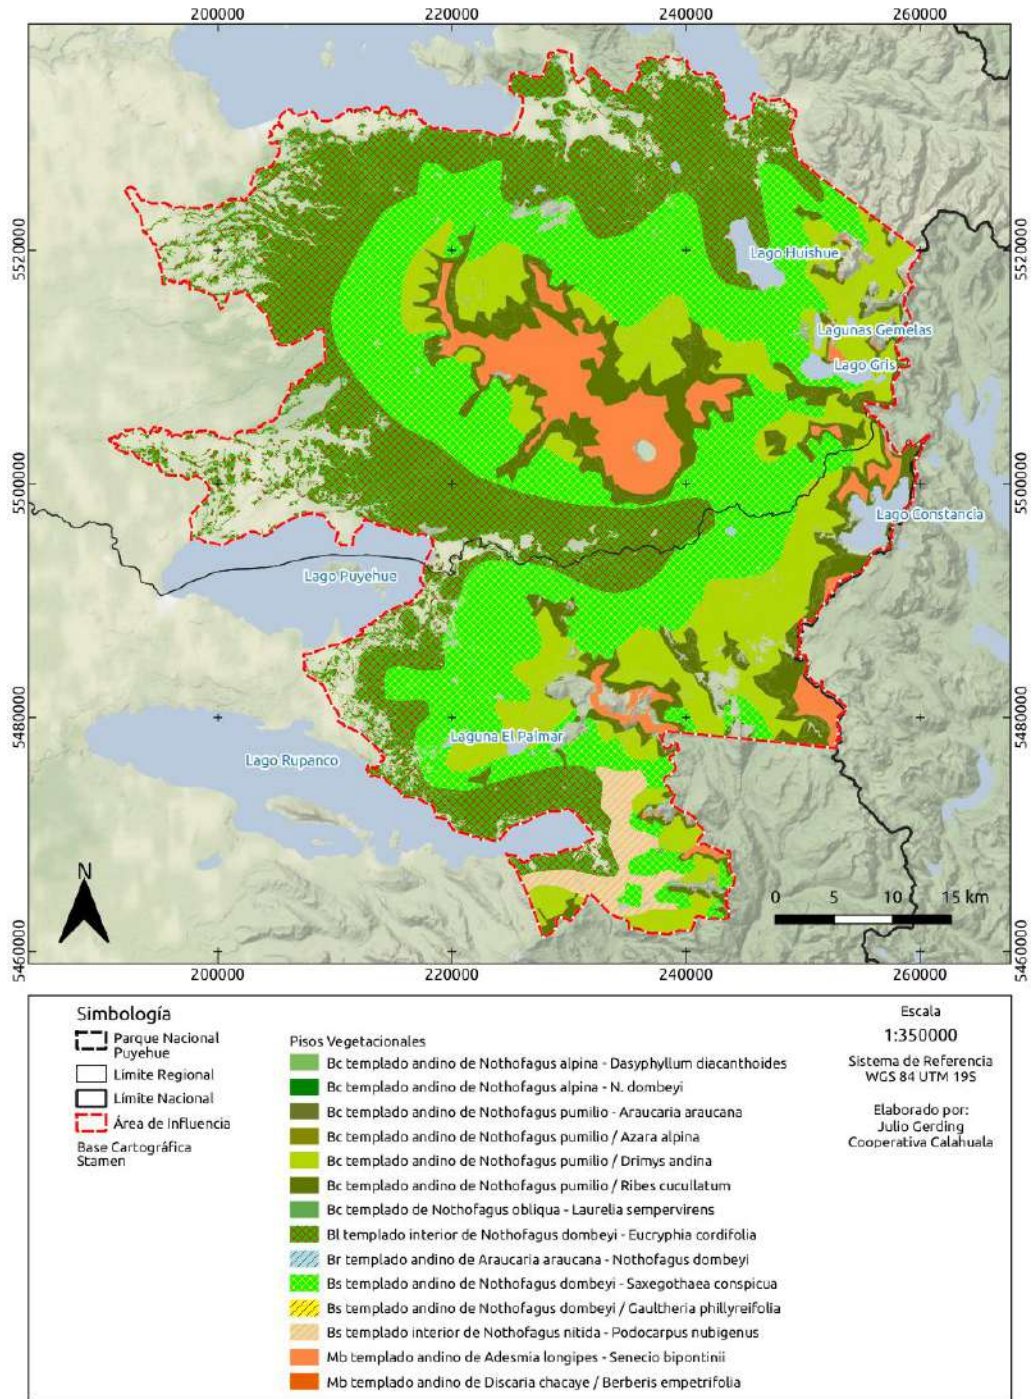 200000 220000 240000 260000
5520000 5520000
Lago Huishue
Lagunas Gemelas
Lago Gris
5500000 5500000
Lago Constancia
Lago Puyehue
5480000 5480000
Laguna El Palmar
Lago Rupanco
N
0 5 10 15 km
5460000 5460000
200000 220000 240000 260000
Simbología
Parque Nacional
Puyehue
Límite Regional
Límite Nacional
Área de Influencia
Base Cartográfica
Stamen
Pisos Vegetacionales
Bc templado andino de Nothofagus alpina - Dasyphyllum diacanthoides
Bc templado andino de Nothofagus alpina - N. dombeyi
Bc templado andino de Nothofagus pumilio - Araucaria araucana
Bc templado andino de Nothofagus pumilio / Azara alpina
Bc templado andino de Nothofagus pumilio / Drimys andina
Bc templado andino de Nothofagus pumilio / Ribes cucullatum
Bc templado de Nothofagus obliqua - Laurelia sempervirens
Bl templado interior de Nothofagus dombeyi - Eucryphia cordifolia
Br templado andino de Araucaria araucana - Nothofagus dombeyi
Bs templado andino de Nothofagus dombeyi - Saxegothaea conspicua
Bs templado andino de Nothofagus dombeyi / Gaultheria phillyreifolia
Bs templado interior de Nothofagus nitida - Podocarpus nubigenus
Mb templado andino de Adesmia longipes - Senecio bipontinii
Mb templado andino de Discaria chacaye / Berberis empetrifolia
Escala
1:350000
Sistema de Referencia
WGS 84 UTM 19S
Elaborado por:
Julio Gerding
Cooperativa Calahuala